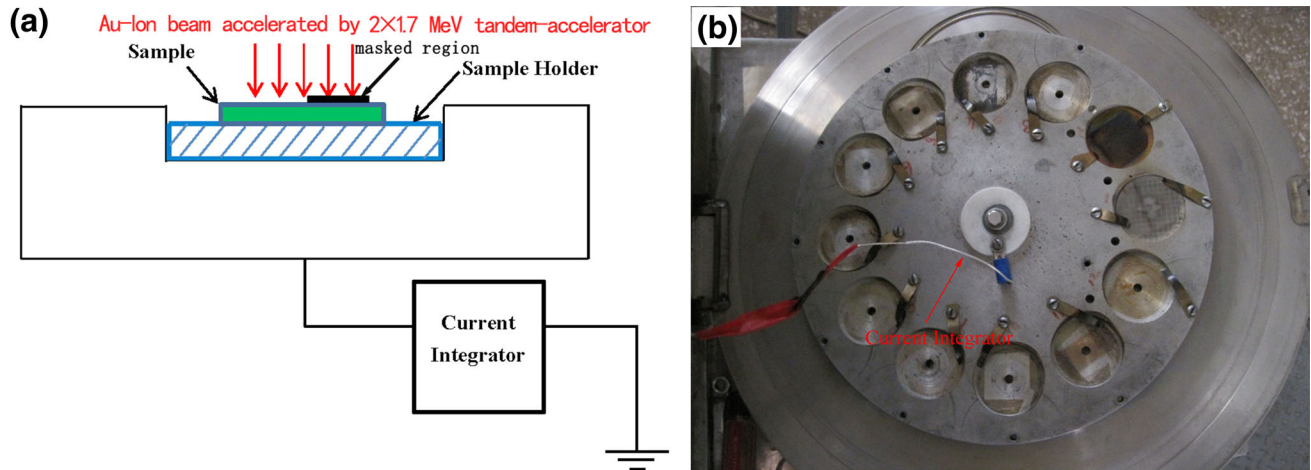 (a)
Au-Ion beam accelerated by 2×1.7 MeV tandem-accelerator
masked region
Sample
Sample Holder
Current
Integrator
(b)
Current Integrator